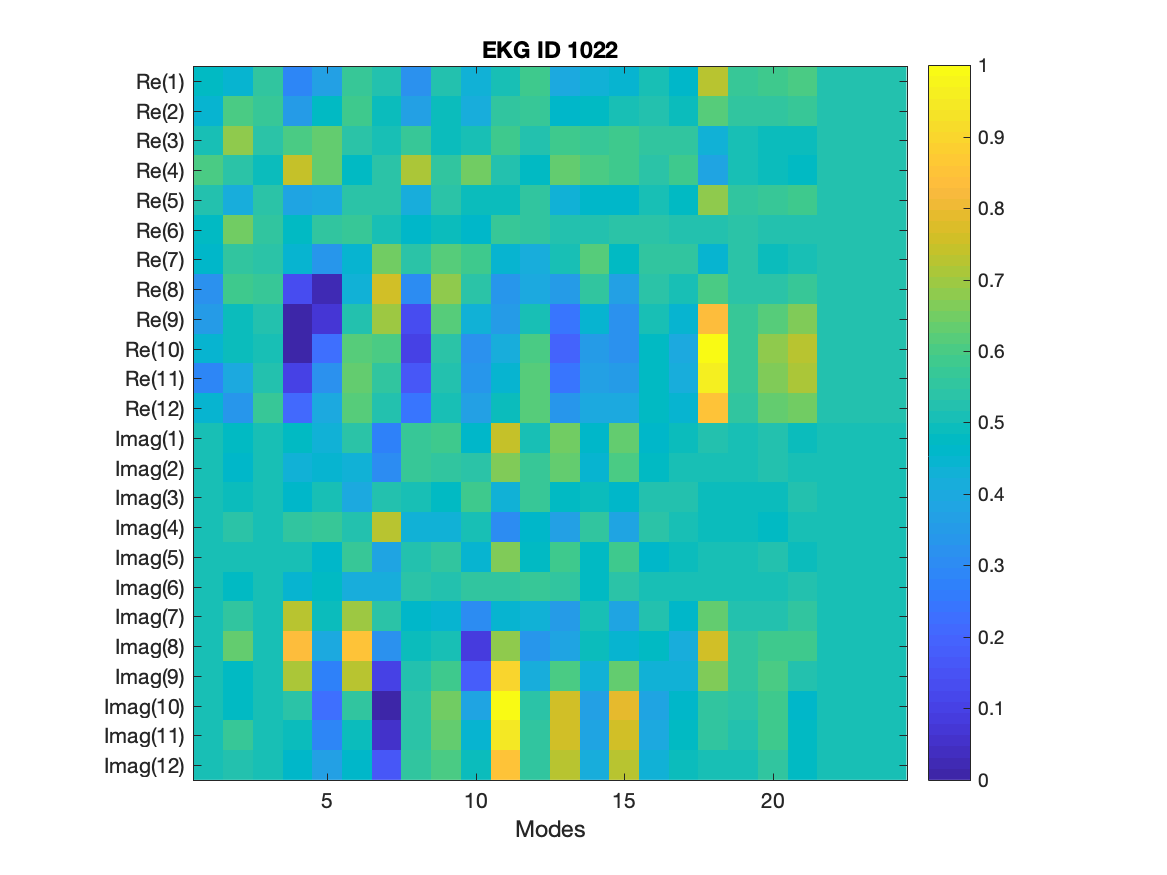 EKG ID 1022
Re(1)
Re(2)
Re(3)
Re(4)
Re(5)
Re(6)
Re(7)
Re(8)
Re(9)
Re(10)
Re(11)
Re(12)
Imag(1)
Imag(2)
Imag(3)
Imag(4)
Imag(5)
Imag(6)
Imag(7)
Imag(8)
Imag(9)
Imag(10)
Imag(11)
Imag(12)
5 10 15 20
Modes
1
0.9
0.8
0.7
0.6
0.5
0.4
0.3
0.2
0.1
0